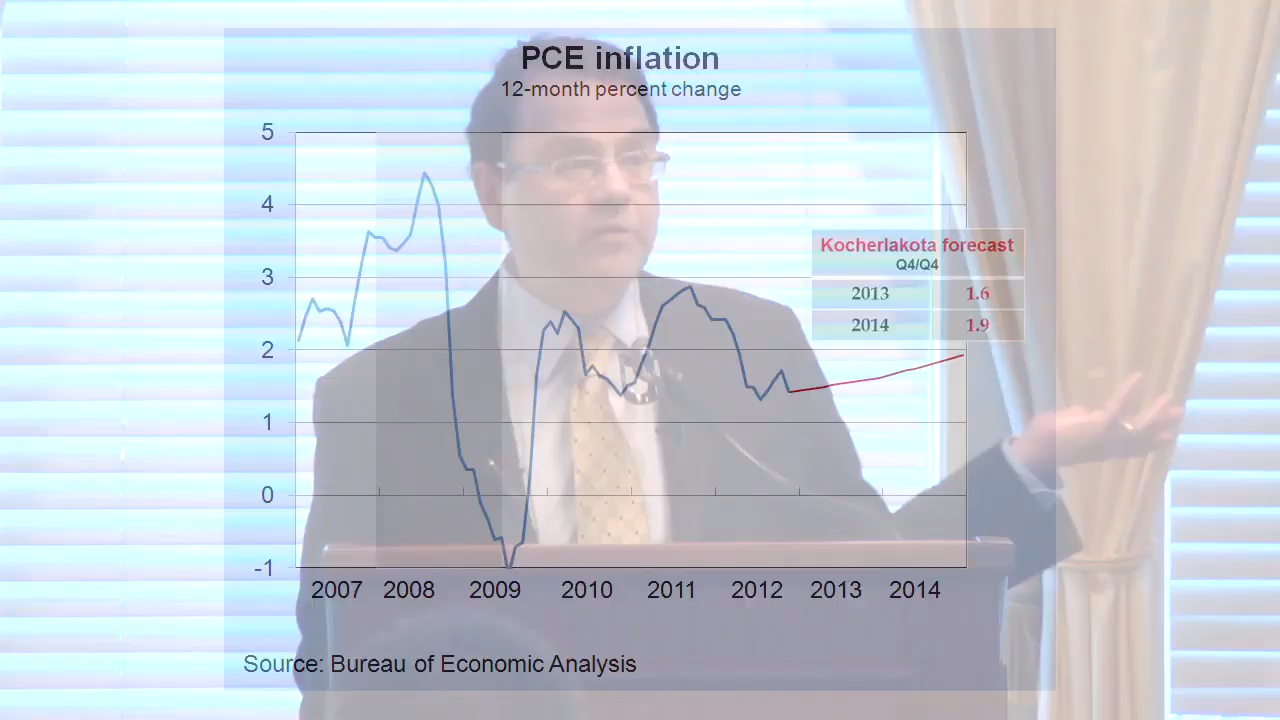 PCE inflation
12-month percent change
5
4
3
2
1
0
-1
Kocherlakota forecast
Q4/Q4
2013 1.6
2014 1.9
2007 2008 2009 2010 2011 2012 2013 2014
Source: Bureau of Economic Analysis